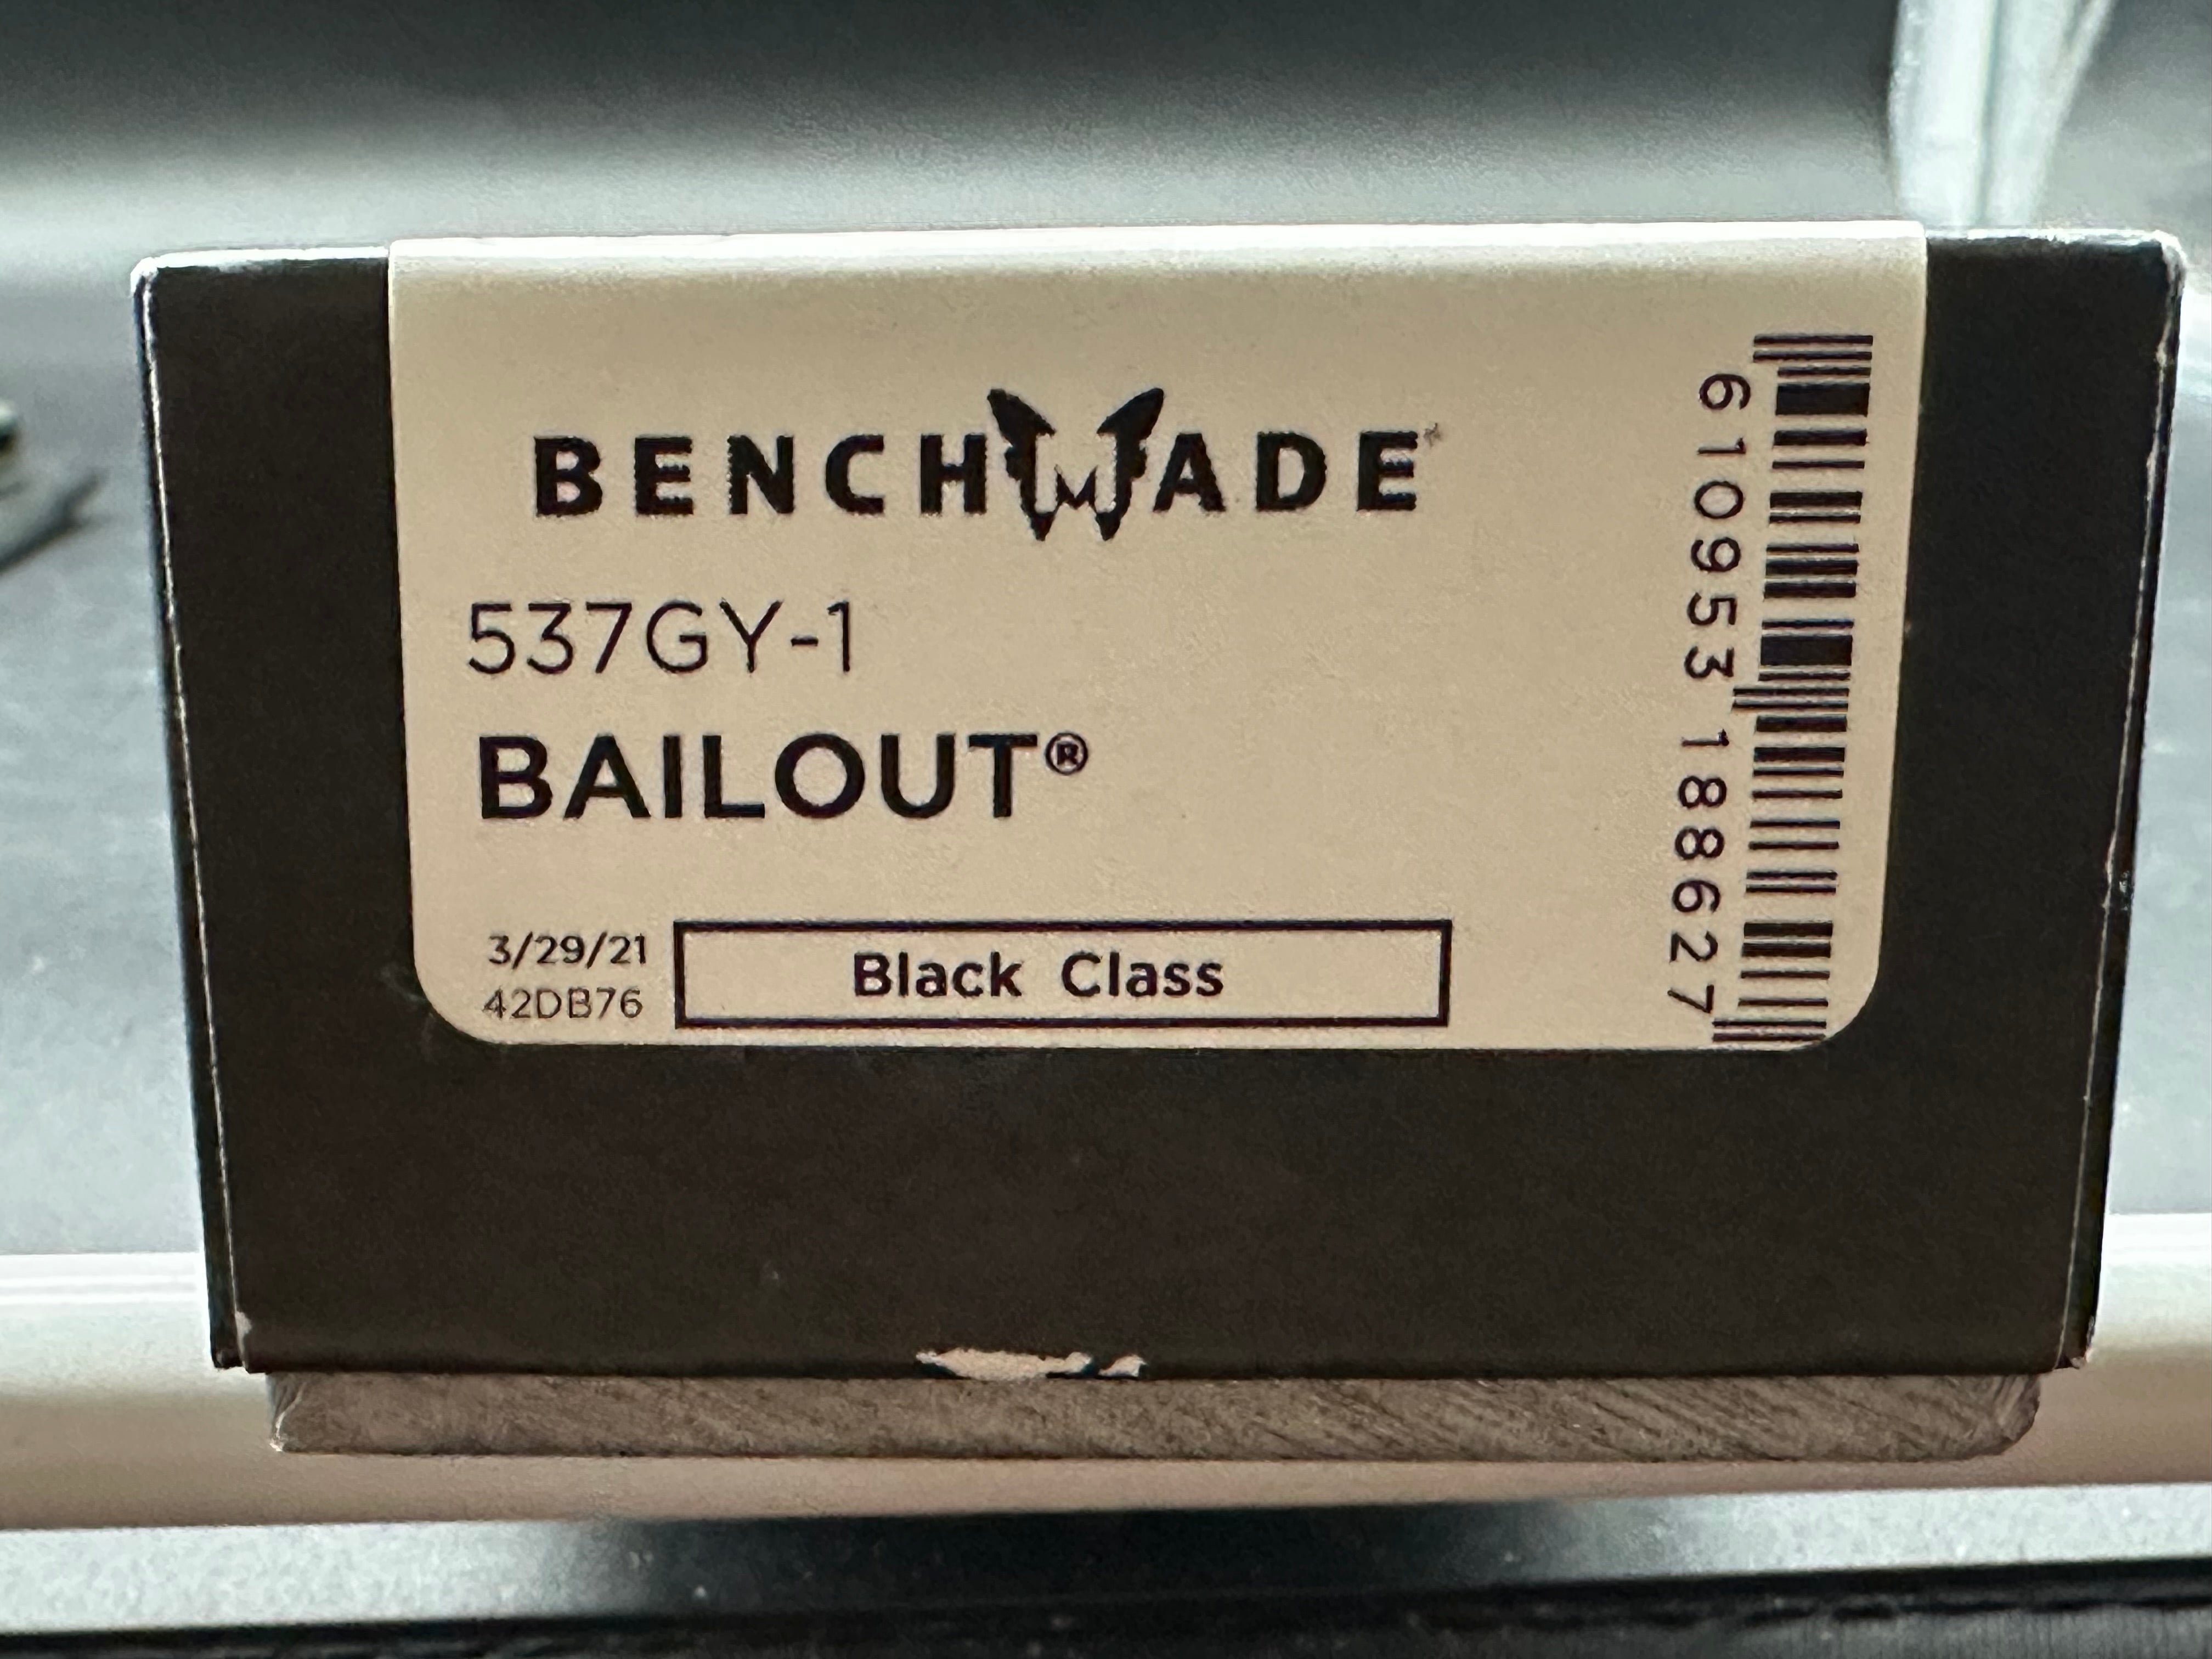 BENCHMADE
537GY-1
BAILOUT®
3/29/21
42DB76
Black Class
610953 188627